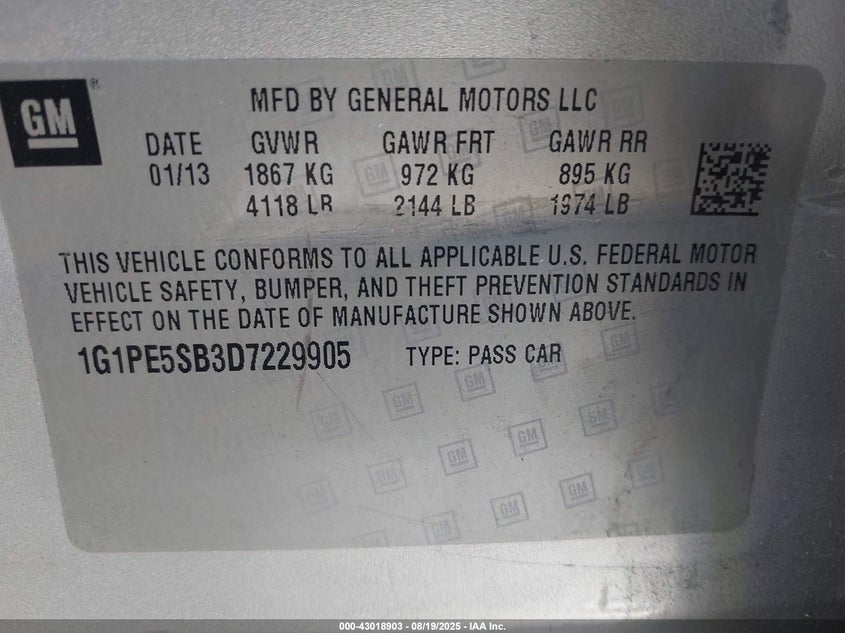 GM
MFD BY GENERAL MOTORS LLC
DATE GVWR GAWR FRT GAWR RR
01/13 1867 KG 972 KG 895 KG
4118 LB 2144 LB 1974 LB
THIS VEHICLE CONFORMS TO ALL APPLICABLE U.S. FEDERAL MOTOR
VEHICLE SAFETY, BUMPER, AND THEFT PREVENTION STANDARDS IN
EFFECT ON THE DATE OF MANUFACTURE SHOWN ABOVE.
1G1PE5SB3D7229905 TYPE: PASS CAR
000-43018903 - 08/19/2025 - IAA Inc.